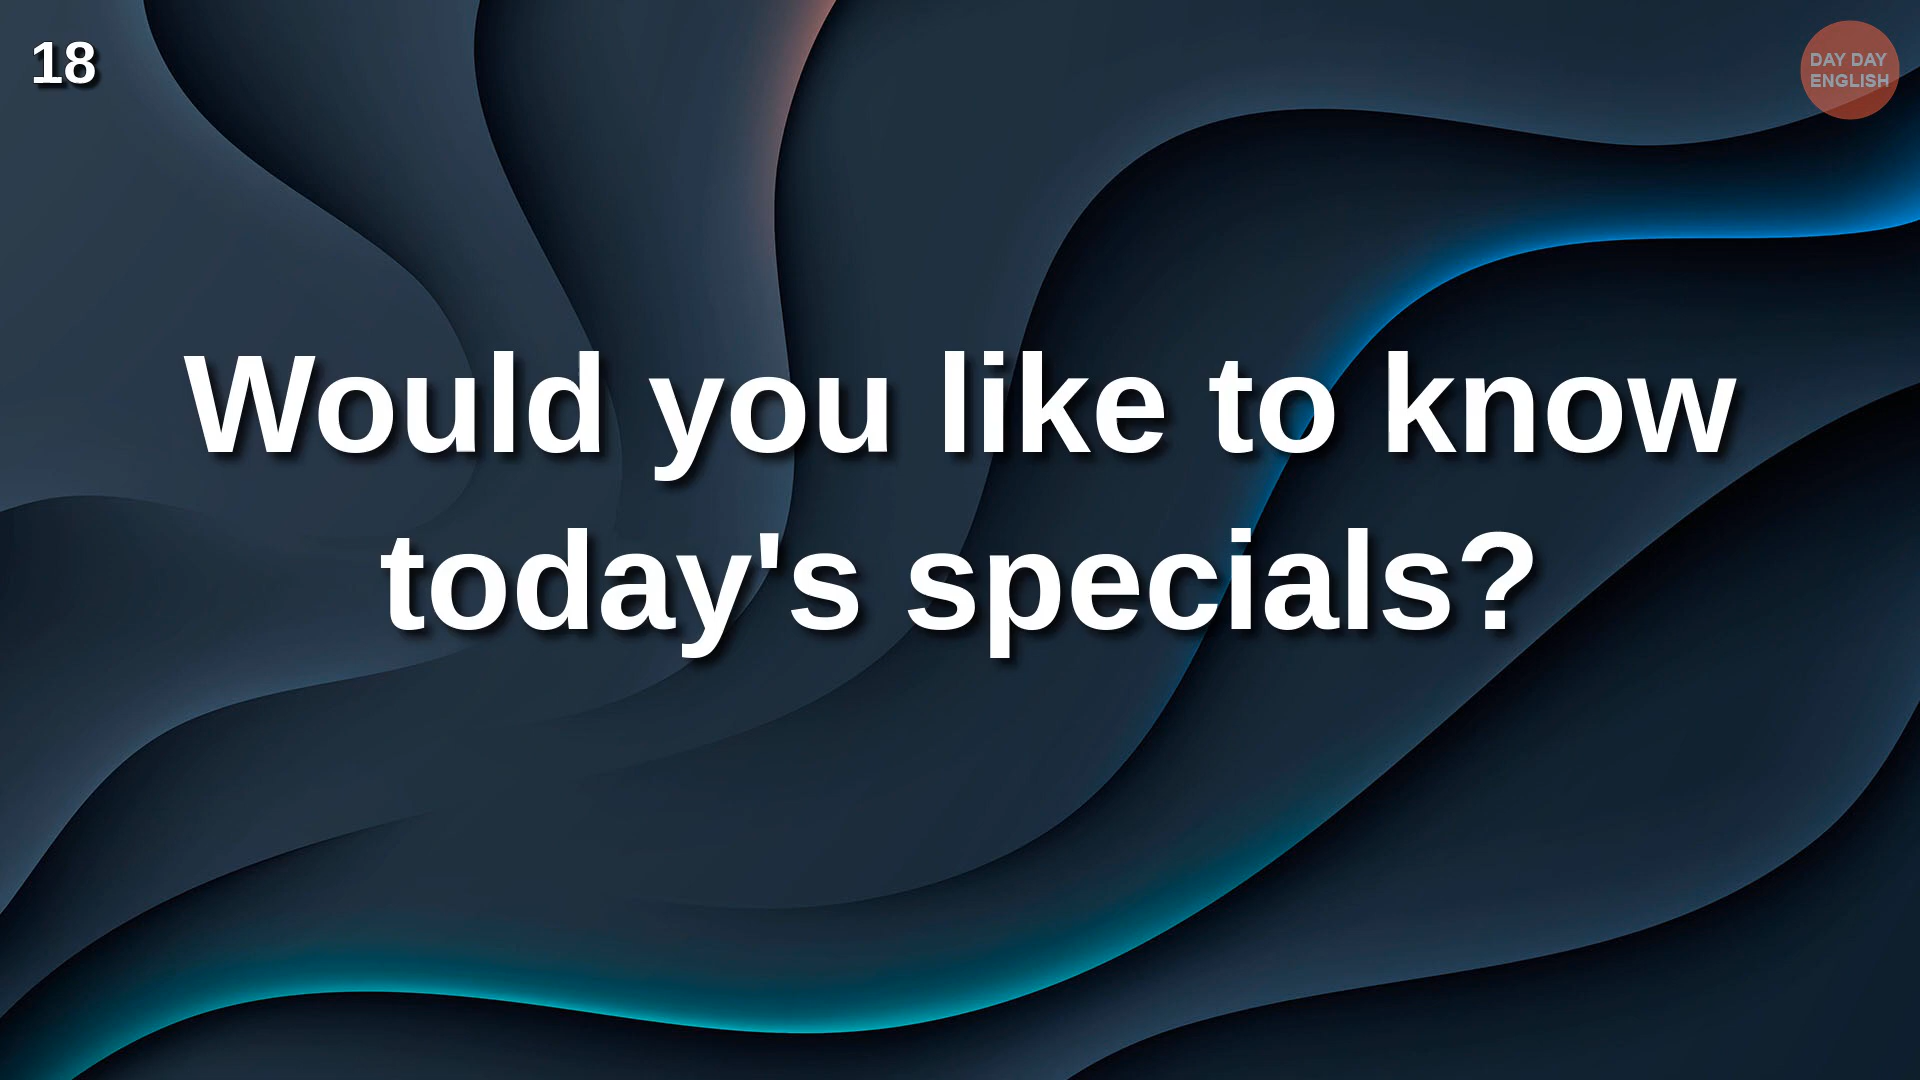 18
DAY DAY
ENGLISH
Would you like to know
today's specials?